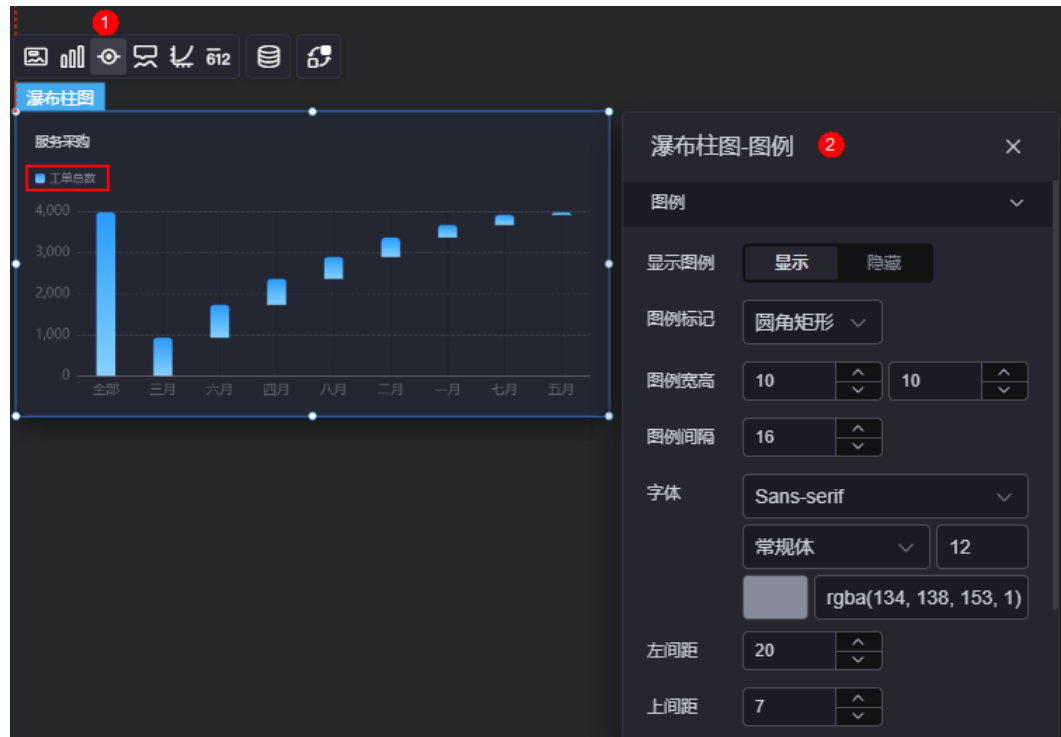 1
612
瀑布柱图
服务采购
工单总数
4,000
3,000
2,000
1,000
0
全部 三月 六月 四月 八月 二月 一月 七月 五月
瀑布柱图-图例 2
图例
显示图例 显示 隐藏
图例标记 圆角矩形
图例宽高 10 10
图例间隔 16
字体 Sans-serif
常规体 12
rgba(134, 138, 153, 1)
左间距 20
上间距 7